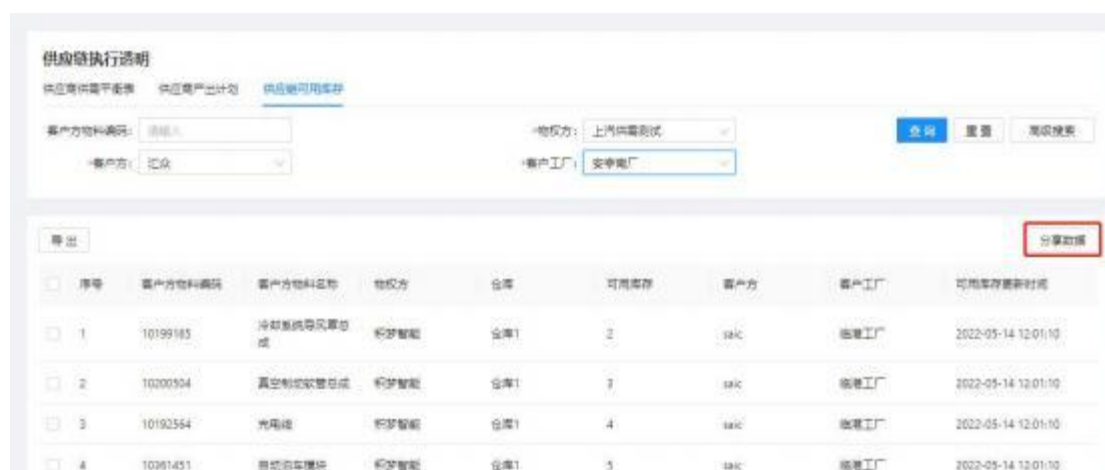 供应链执行透明
供应商供需平衡表 供应商产出计划 供应链可用库存
客户方物料编码: 请输入 *物权方: 上汽供需测试 查询 重置 高级搜索
*客户方: 汇众 *客户工厂: 安亭南厂
导出 分享数据
序号 客户方物料编码 客户方物料名称 物权方 仓库 可用库存 客户方 客户工厂 可用库存更新时间
1 10199165 冷却系统导风罩总成 积梦智能 仓库1 2 saic 临港工厂 2022-05-14 12:01:10
2 10200504 真空制动软管总成 积梦智能 仓库1 3 saic 临港工厂 2022-05-14 12:01:10
3 10192564 充电线 积梦智能 仓库1 4 saic 临港工厂 2022-05-14 12:01:10
4 10361451 自动泊车模块 积梦智能 仓库1 5 saic 临港工厂 2022-05-14 12:01:10